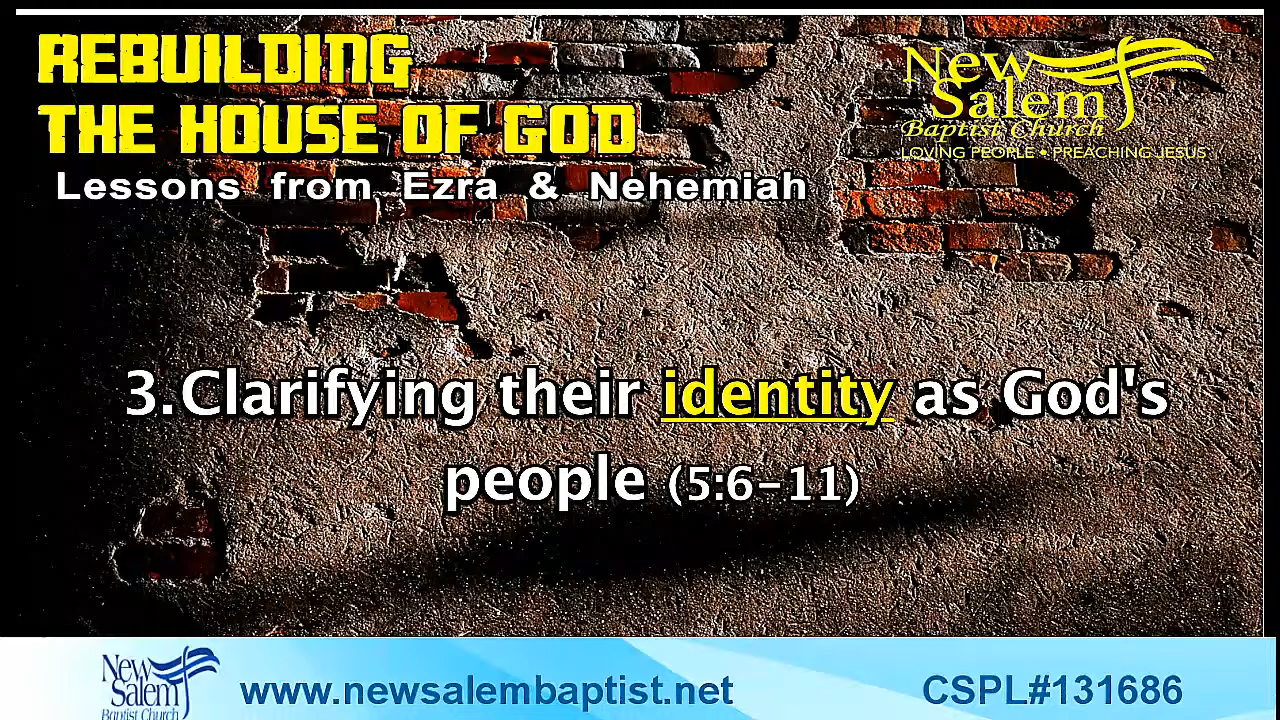 REBUILDING
THE HOUSE OF GOD
Lessons from Ezra & Nehemiah
New
Salem
Baptist Church
LOVING PEOPLE • PREACHING JESUS
3.Clarifying their identity as God's
people (5:6-11)
New
Salem
Baptist Church
www.newsalembaptist.net
CSPL#131686